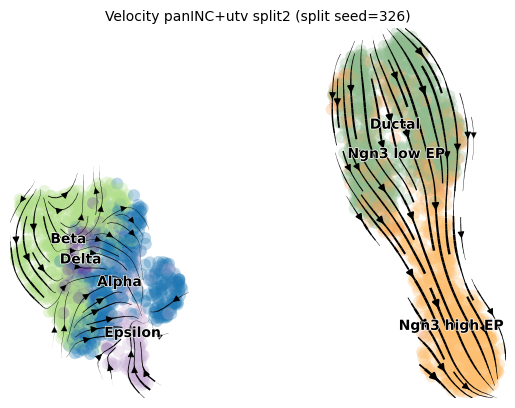 Velocity panINC+utv split2 (split seed=326)
Ductal
Ngn3 low EP
Beta
Delta
Alpha
Ngn3 high EP
Epsilon